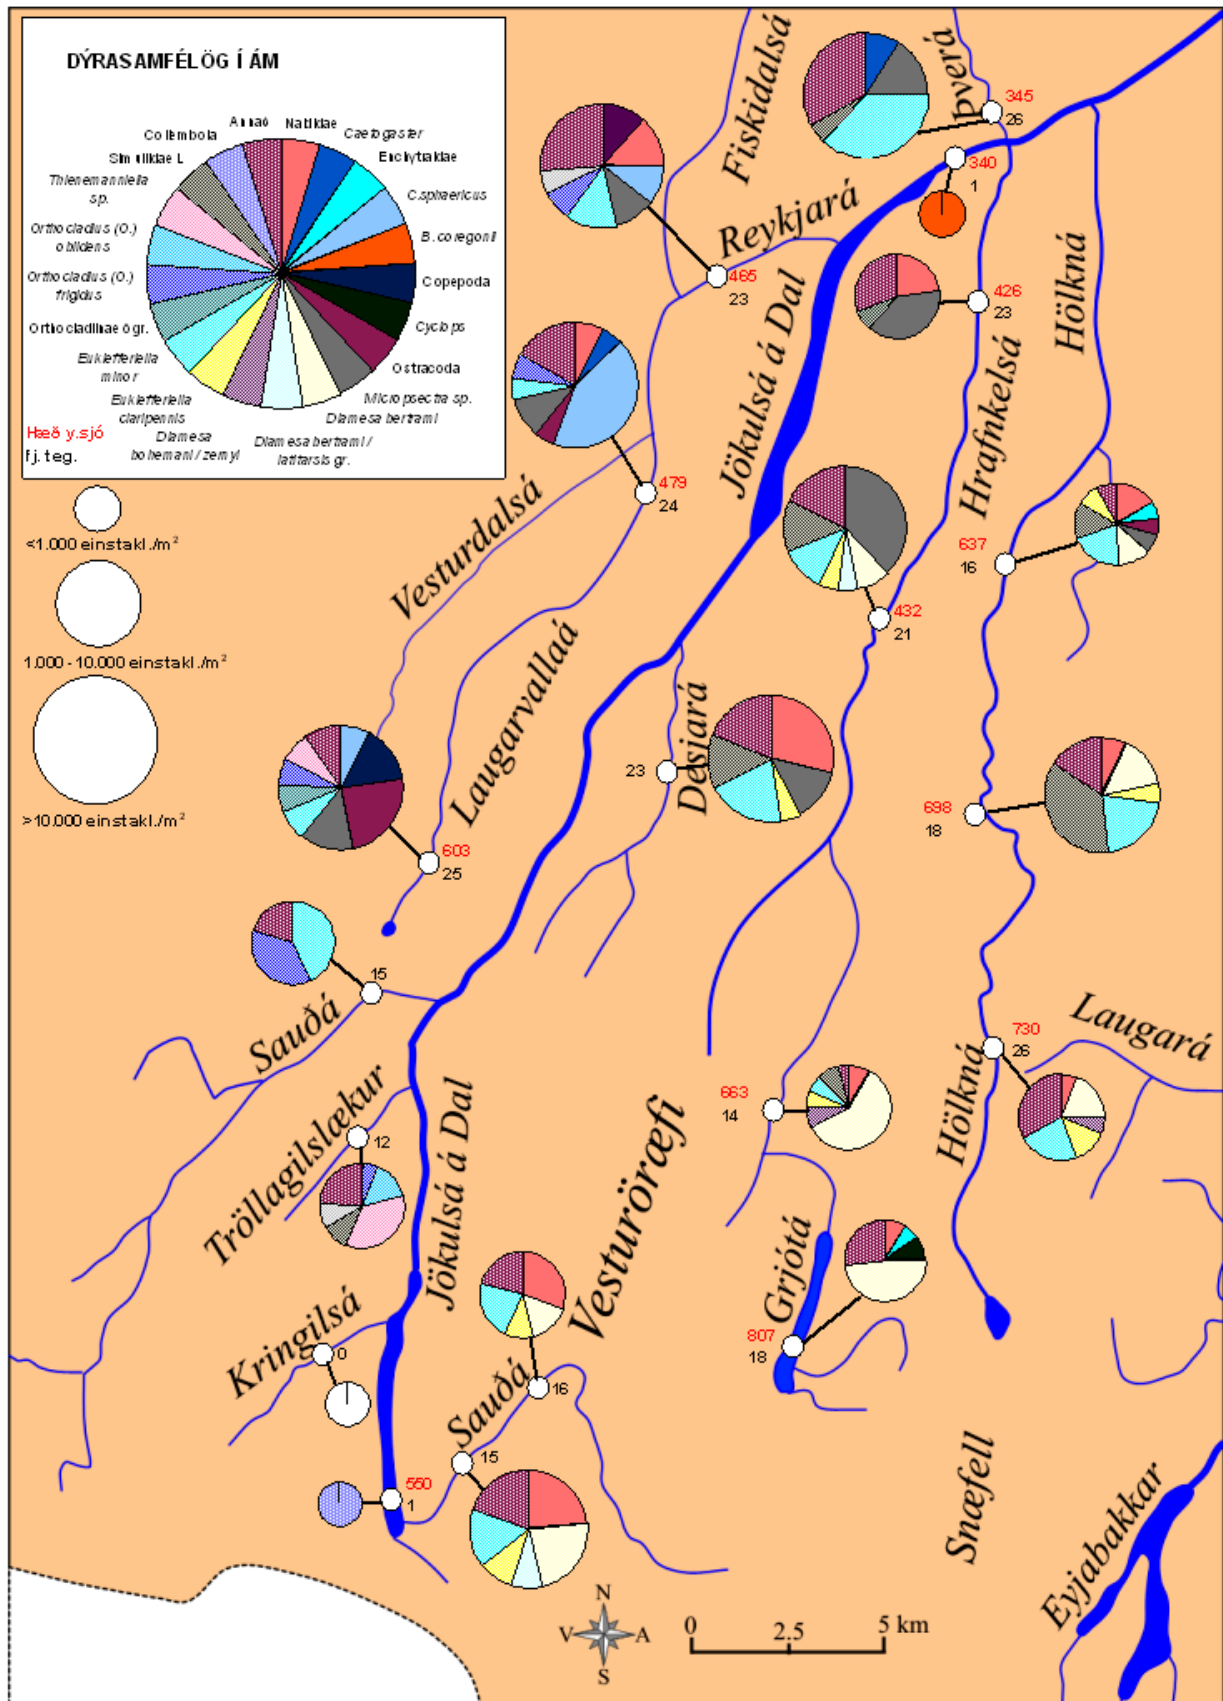 DÝRASAMFÉLÖG Í ÁM
Annað
Naididae
Collembola
Caetogaster
Simuliidae L
Enchytraeidae
Thienemanniella
sp.
C.sphaericus
Orthocladius (O.)
oblidens
B. coregoni
Orthocladius (O.)
frigidus
Copepoda
Orthocladiinae ógr.
Cyclops
Eukiefferiella
minor
Ostracoda
Micropsectra sp.
Eukiefferiella
claripennis
Diamesa bertrami
Diamesa
bohemani / zernyi
Diamesa bertrami /
latitarsis gr.
Hæð y.sjó
fj. teg.
<1.000 einstakl./m²
1.000 - 10.000 einstakl./m²
>10.000 einstakl./m²
Fiskidalsá
Þverá
345
26
340
1
Reykjará
465
23
426
23
Hölkná
Jökulsá á Dal
Hrafnkelsá
479
24
Vesturdalsá
637
16
432
21
Laugarvallaá
Desjará
23
698
18
603
25
15
Sauðá
730
26
Laugará
Hölkná
663
14
Tröllagilslækur
12
Jökulsá á Dal
Vesturöræfi
Grjótá
807
18
Kringilsá
0
Sauðá
16
15
550
1
Snæfell
Eyjabakkar
N
V
A
S
0
2.5
5 km